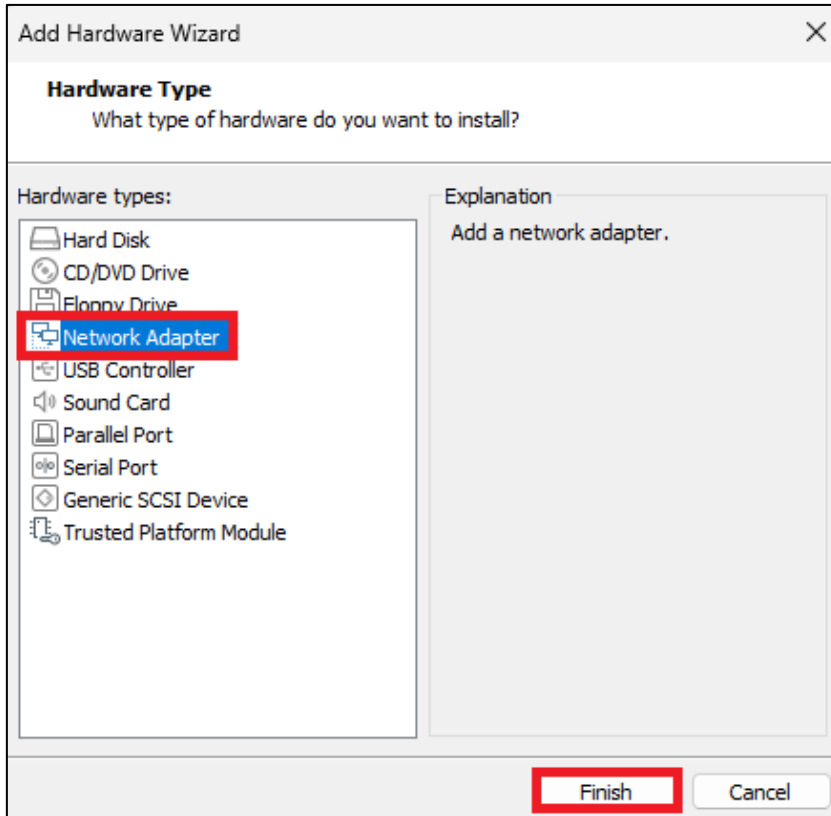 Add Hardware Wizard
Hardware Type
What type of hardware do you want to install?
Hardware types:
Hard Disk
CD/DVD Drive
Floppy Drive
Network Adapter
USB Controller
Sound Card
Parallel Port
Serial Port
Generic SCSI Device
Trusted Platform Module
Explanation
Add a network adapter.
Finish
Cancel